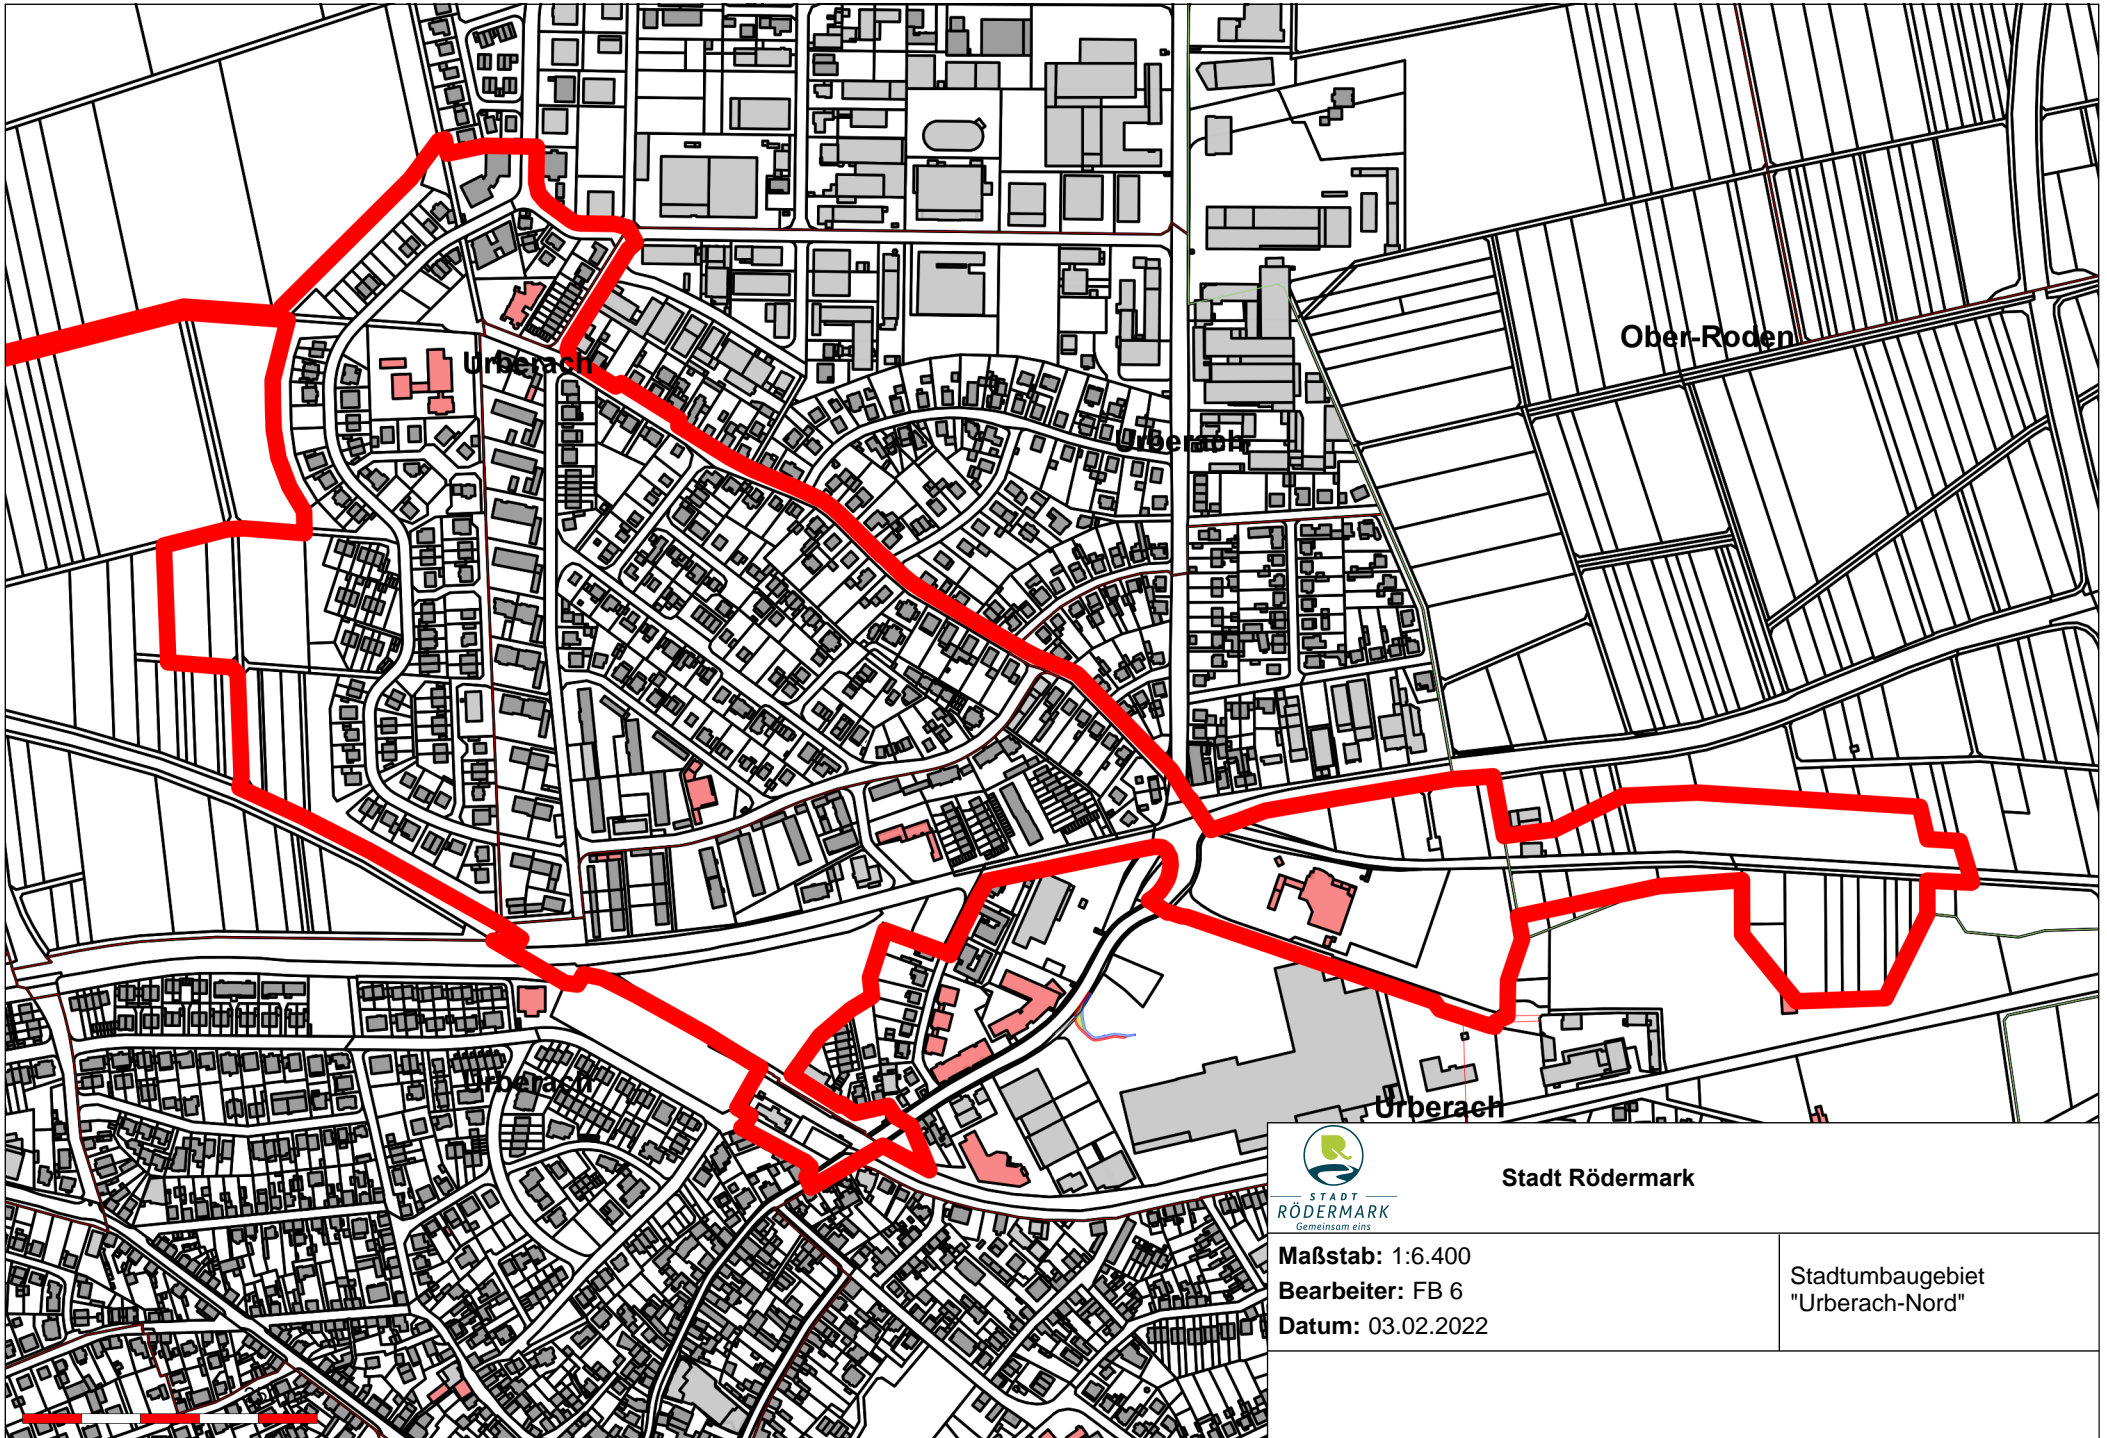 Urberach
Ober-Roden
Urberach
Urberach
Urberach
STADT
RÖDERMARK
Gemeinsam eins
Stadt Rödermark
Maßstab: 1:6.400
Bearbeiter: FB 6
Datum: 03.02.2022
Stadtumbaugebiet
"Urberach-Nord"